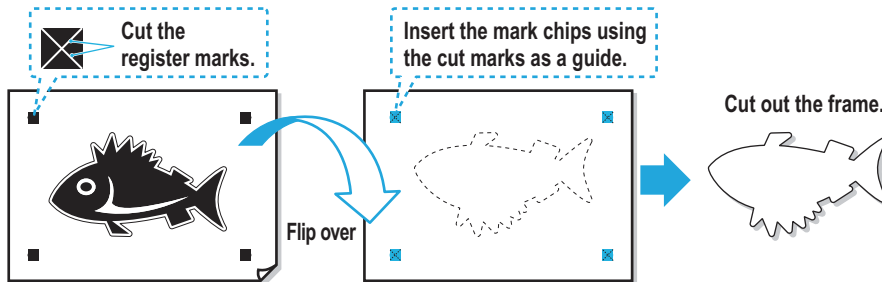 Cut the
register marks.
Insert the mark chips using
the cut marks as a guide.
Cut out the frame.
Flip over